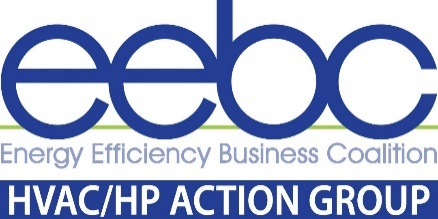 eebc
Energy Efficiency Business Coalition
HVAC/HP ACTION GROUP